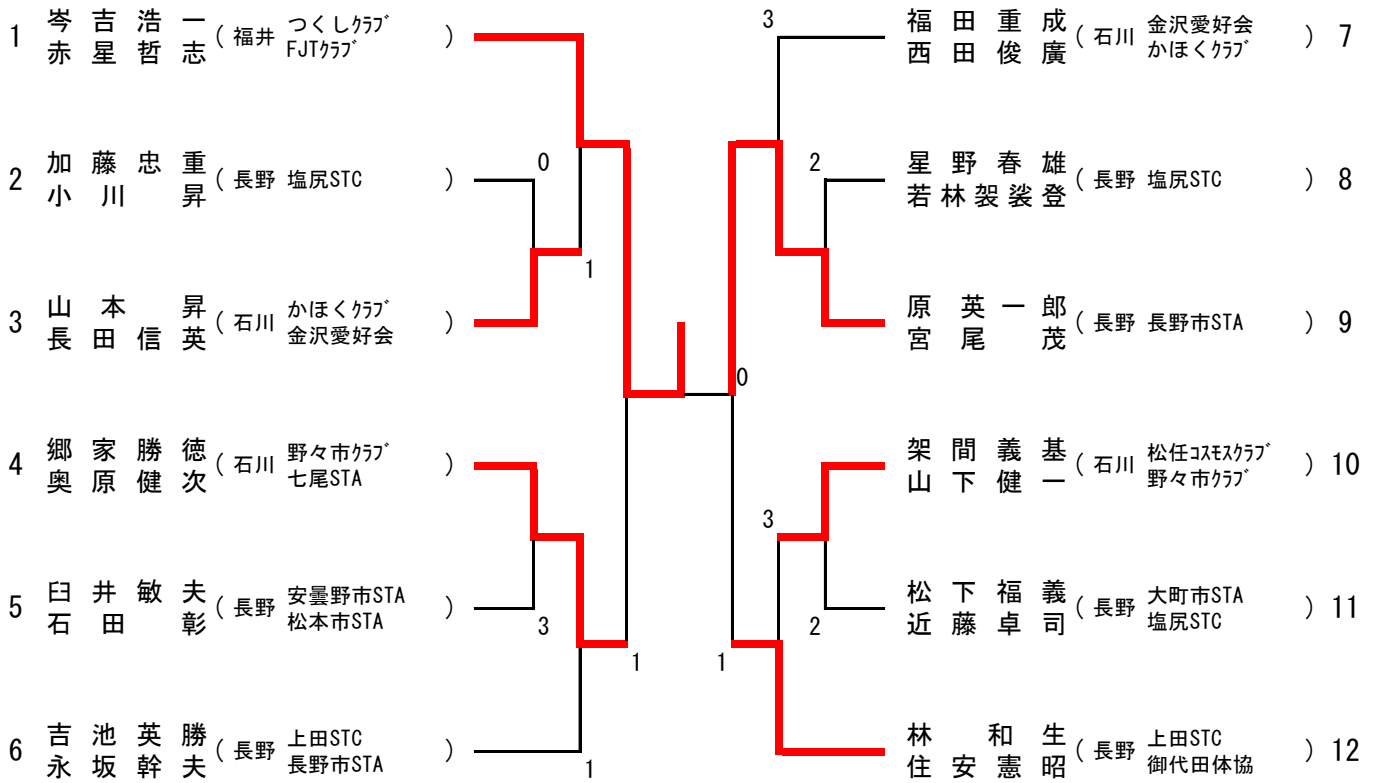 1 岑吉浩一 ( 福井 つくしクラブ )
赤星哲志 FJTクラブ
0
2 加藤忠重 ( 長野 塩尻STC )
小川昇
1
3 山本昇 ( 石川 かほくクラブ )
長田信英 金沢愛好会
4 郷家勝徳 ( 石川 野々市クラブ )
奥原健次 七尾STA
5 臼井敏夫 ( 長野 安曇野市STA )
石田彰 松本市STA
3
1
6 吉池英勝 ( 長野 上田STC )
永坂幹夫 長野市STA
1
3
福田重成 ( 石川 金沢愛好会 ) 7
西田俊廣 かほくクラブ
2
星野春雄 ( 長野 塩尻STC ) 8
若林袈裟登
原英一郎 ( 長野 長野市STA ) 9
宮尾茂
0
架間義基 ( 石川 松任コスモスクラブ ) 10
山下健一 野々市クラブ
3
松下福義 ( 長野 大町市STA ) 11
近藤卓司 塩尻STC
2
1
林和生 ( 長野 上田STC ) 12
住安憲昭 御代田体協